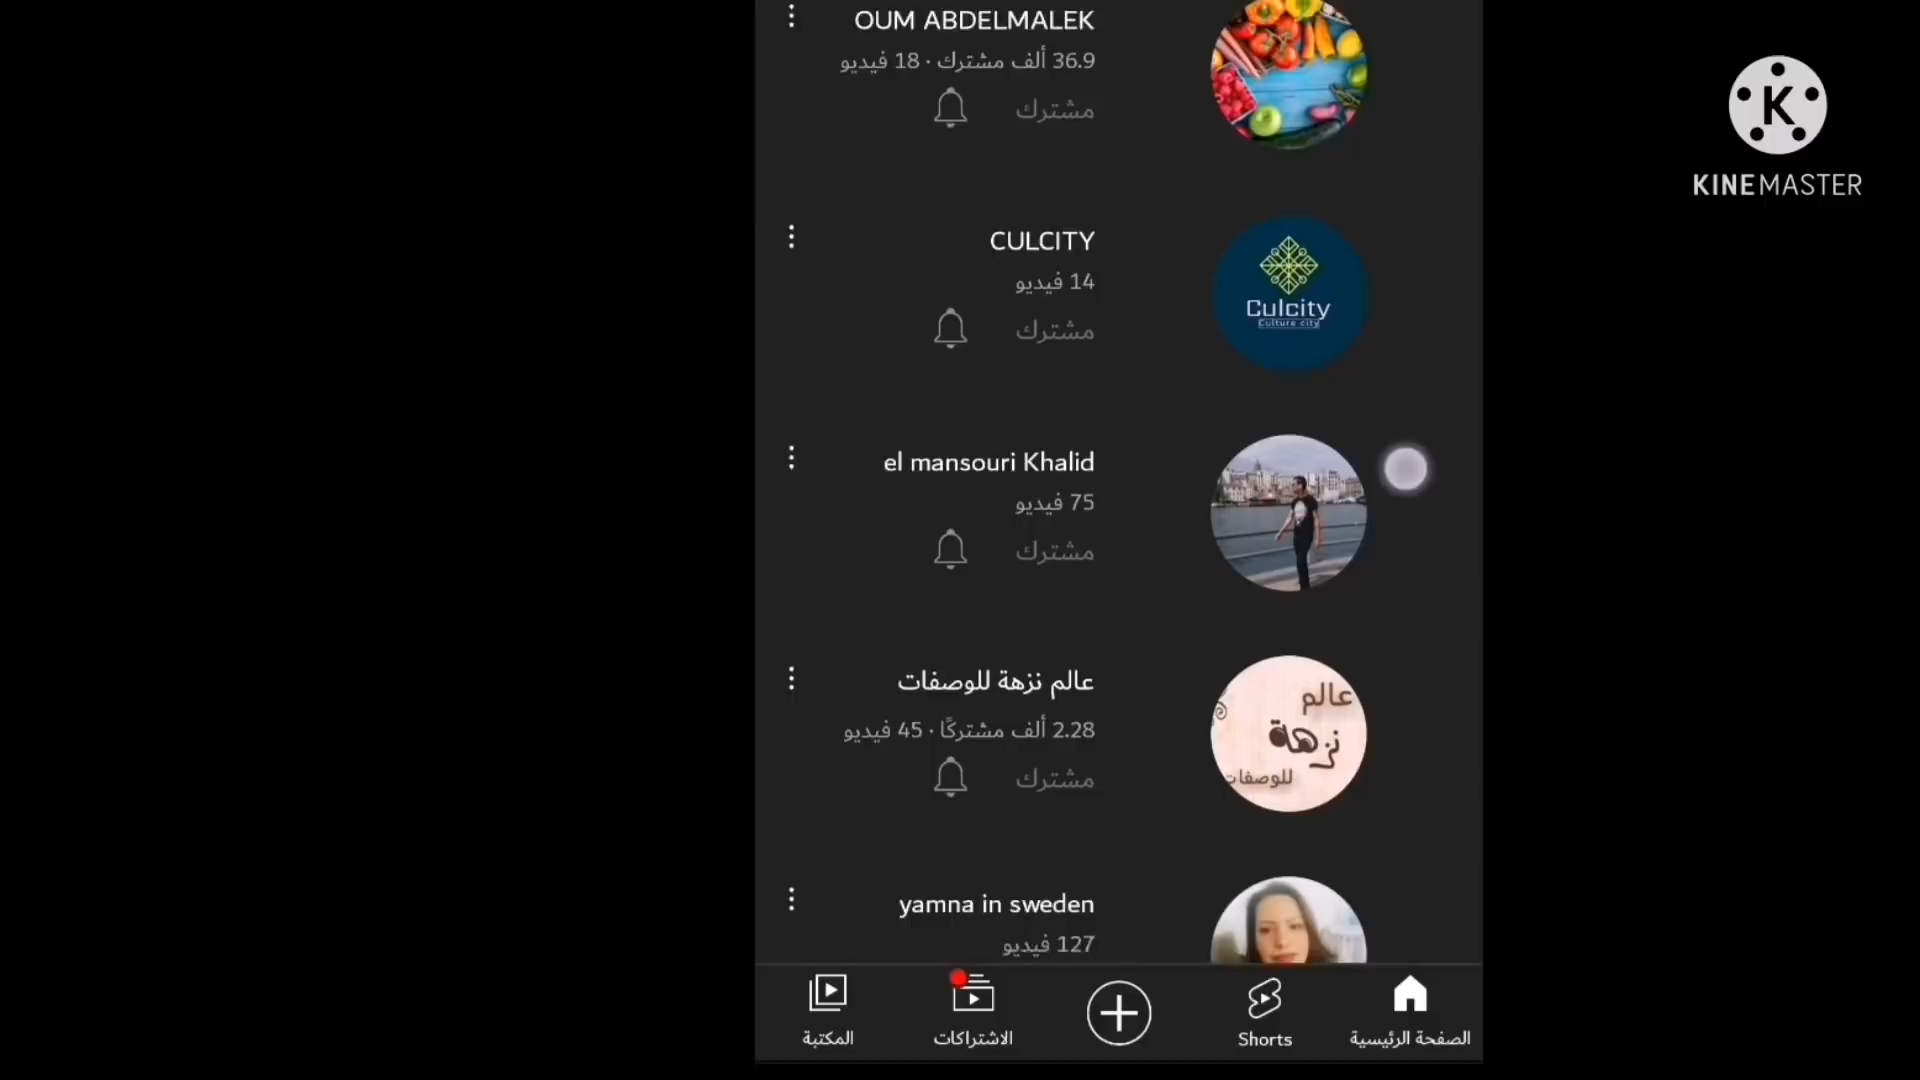 OUM ABDELMALEK
36.9 ألف مشترك · 18 فيديو
مشترك
K
KINEMASTER
CULCITY
14 فيديو
مشترك
Culcity
Culture city
el mansouri Khalid
75 فيديو
مشترك
عالم نزهة للوصفات
2.28 ألف مشتركًا · 45 فيديو
مشترك
عالم
نزهة
للوصفات
yamna in sweden
127 فيديو
الصفحة الرئيسية
Shorts
الاشتراكات
المكتبة